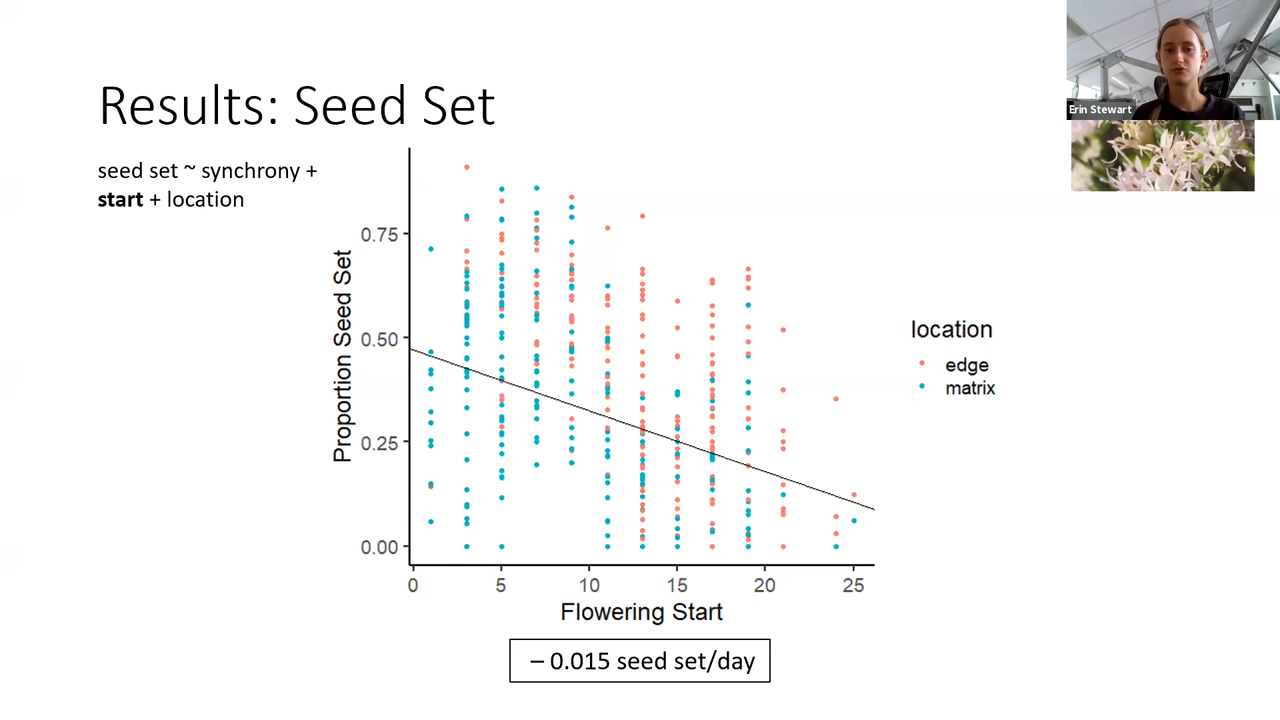 Results: Seed Set
Erin Stewart
seed set ~ synchrony +
start + location
Proportion Seed Set
0.75
0.50
0.25
0.00
0
5
10
15
20
25
Flowering Start
location
edge
matrix
– 0.015 seed set/day